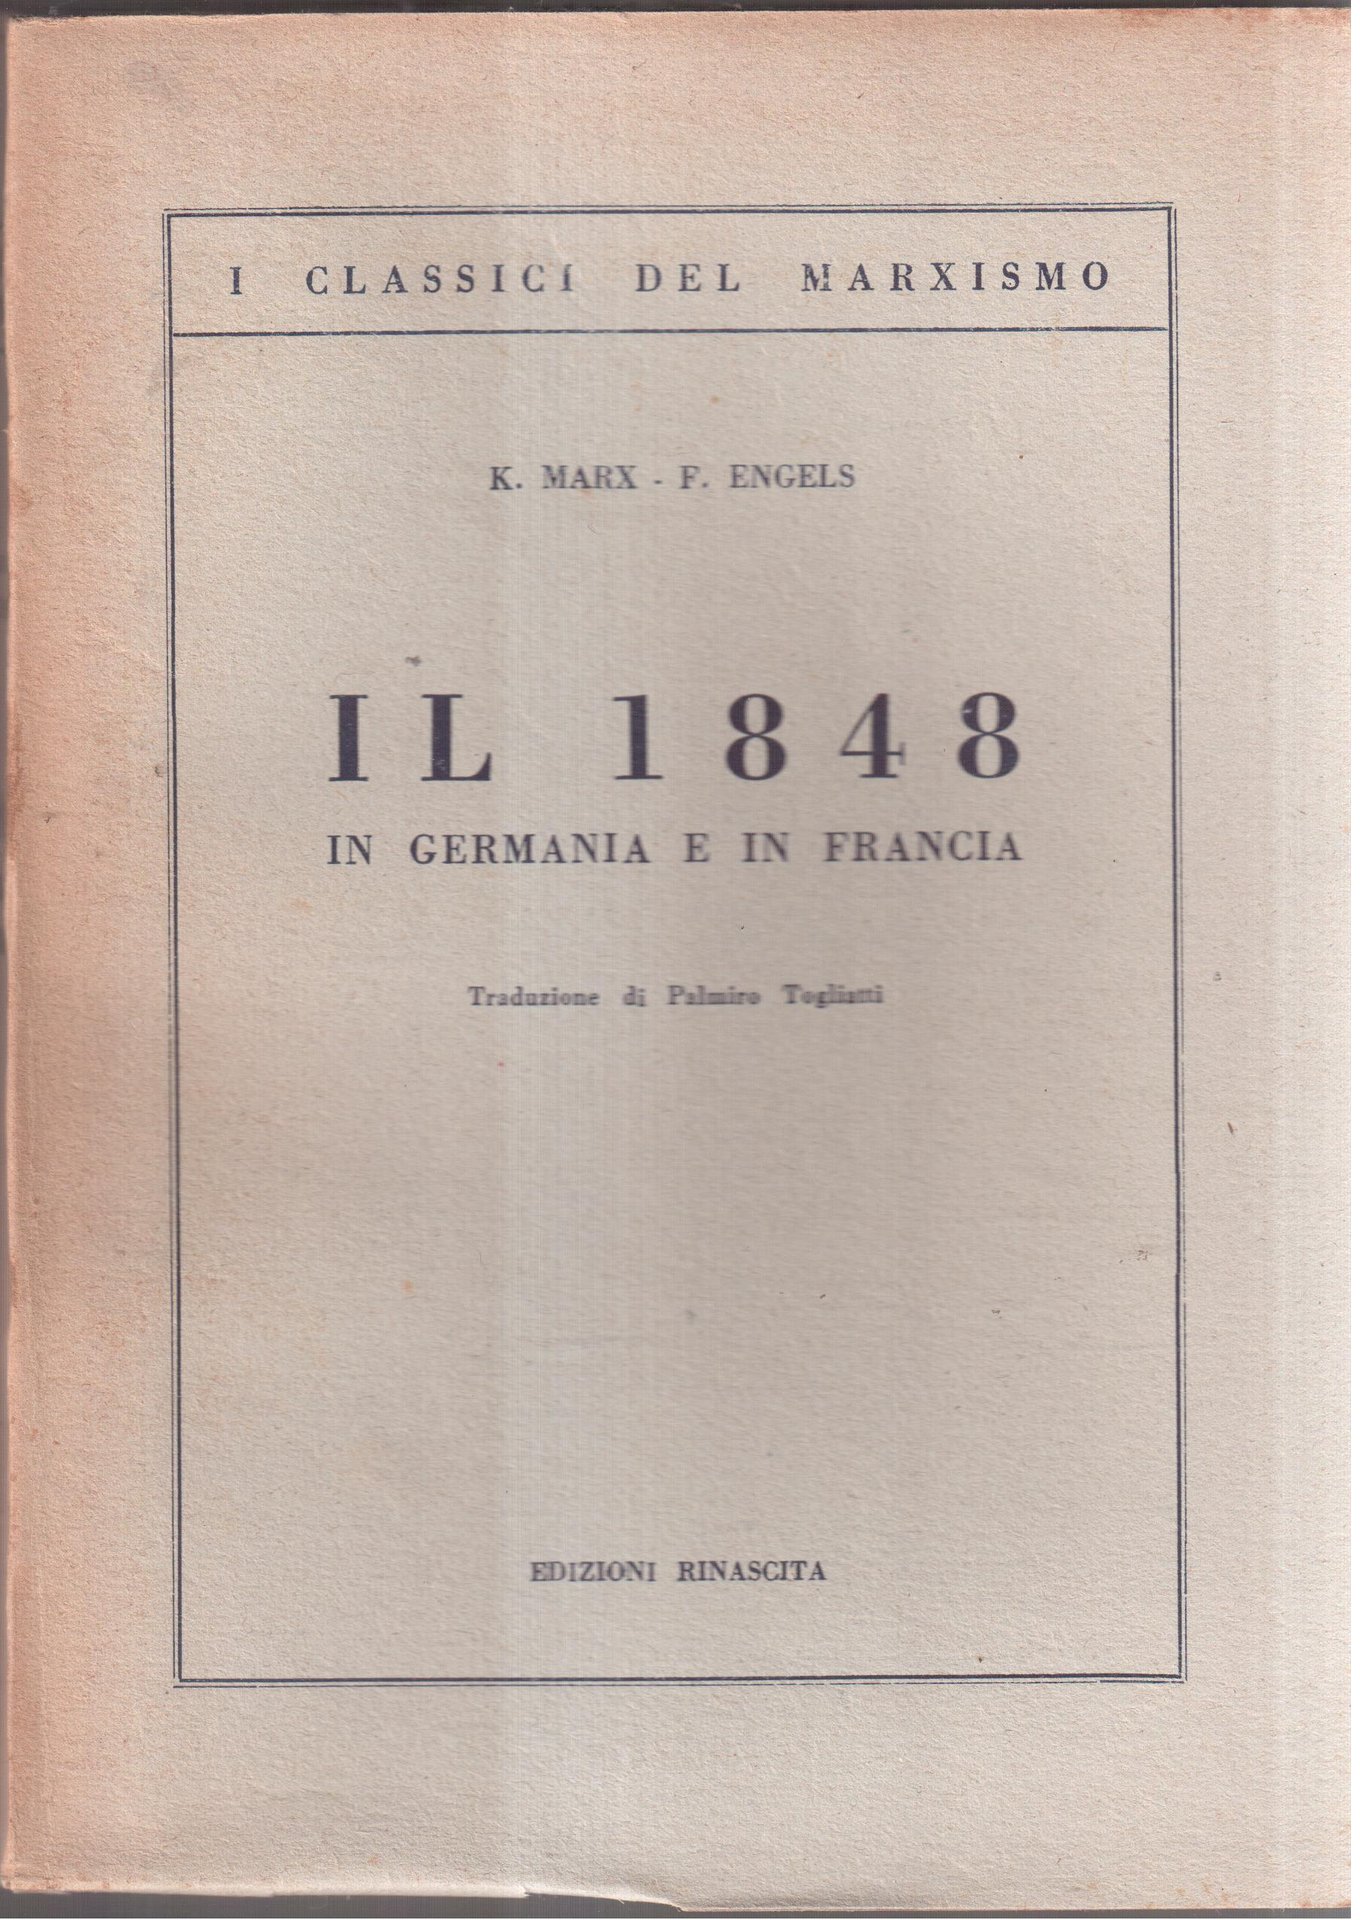 I CLASSICI DEL MARXISMO
K. MARX - F. ENGELS
IL 1848
IN GERMANIA E IN FRANCIA
Traduzione di Palmiro Togliatti
EDIZIONI RINASCITA